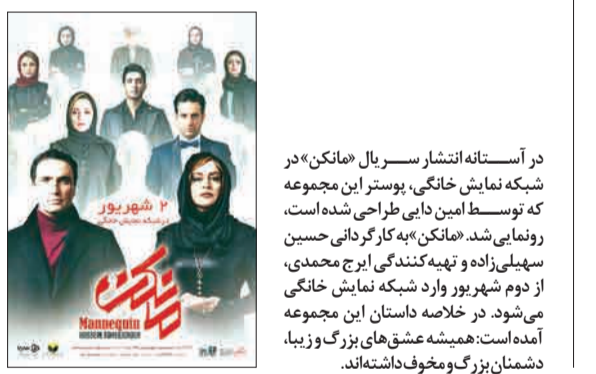 در آستانه انتشار سریال «مانکن» در
شبکه نمایش خانگی، پوستر این مجموعه
که توسط امین دایی طراحی شده است،
رونمایی شد. «مانکن» به کارگردانی حسین
سهیلی‌زاده و تهیه‌کنندگی ایرج محمدی،
از دوم شهریور وارد شبکه نمایش خانگی
می‌شود. در خلاصه داستان این مجموعه
آمده است: همیشه عشق‌های بزرگ و زیبا،
دشمنان بزرگ و مخوف داشته‌اند.
۲ شهریور
در شبکه نمایش خانگی
مانکن
Mannequin